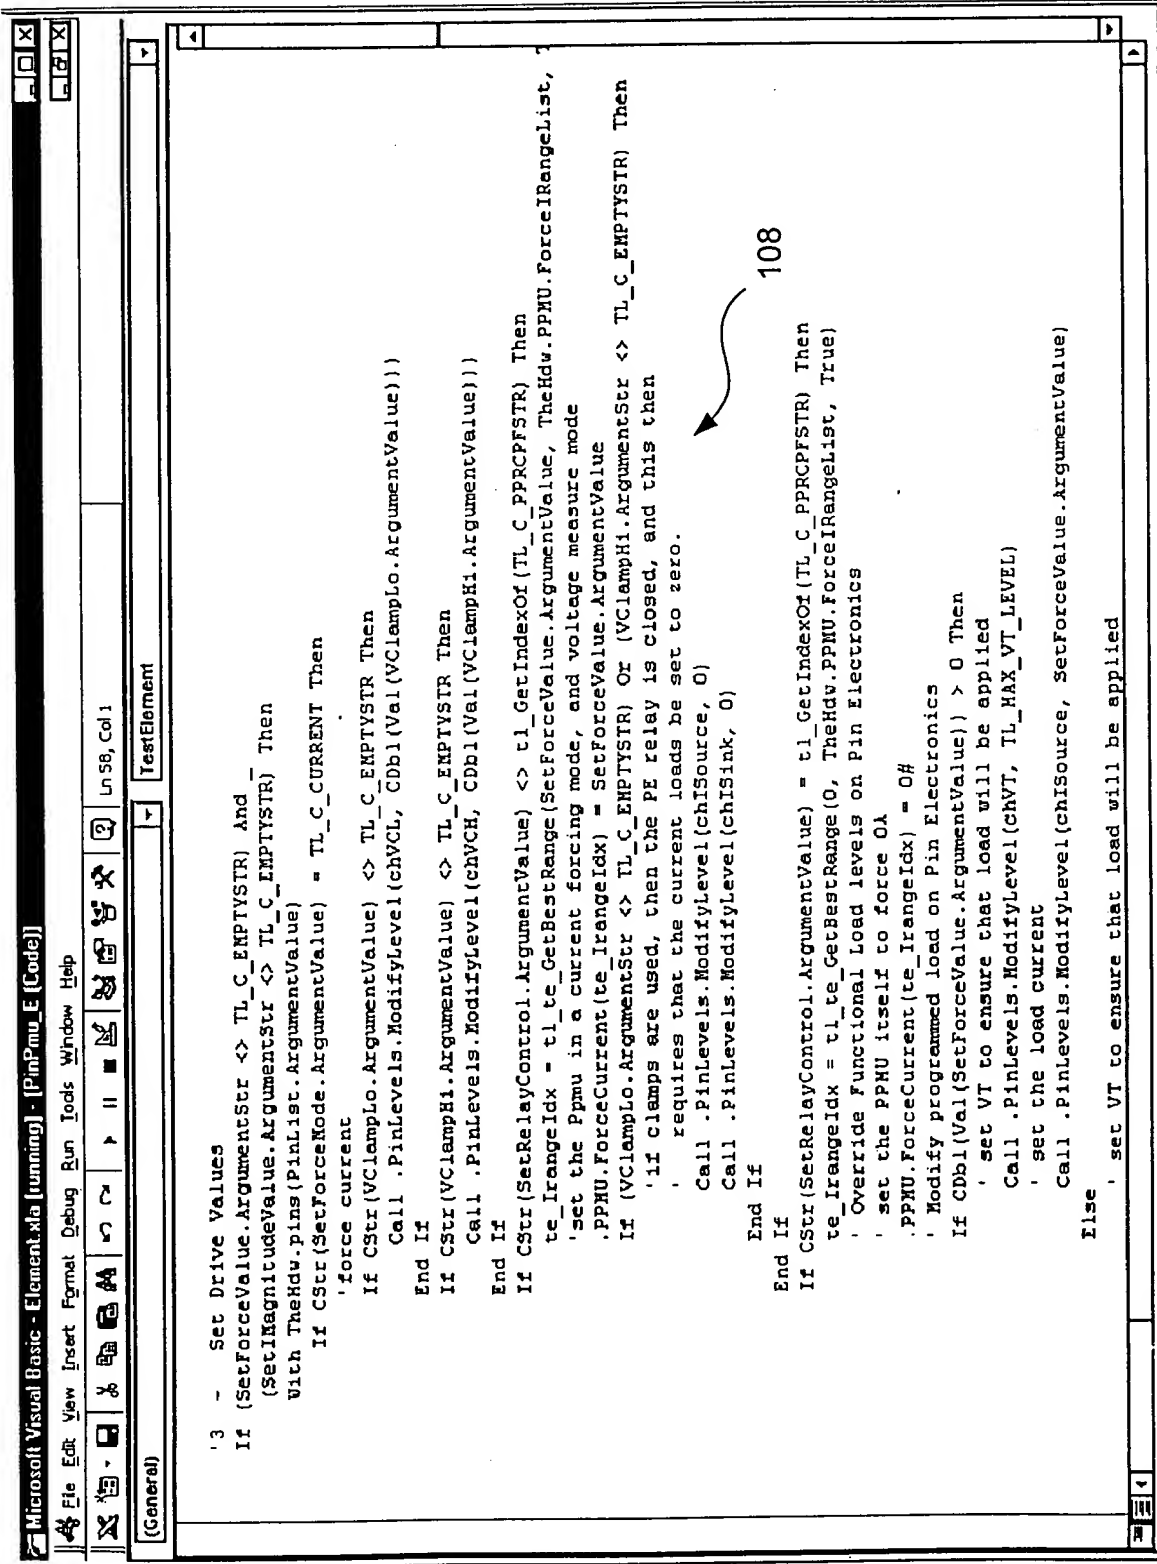 Microsoft Visual Basic - Element.xla [running] - [PinPmu_E (Code)]
File Edit View Insert Format Debug Run Tools Window Help
Ln 58, Col 1
(General)
TestElement
'3 - Set Drive Values
If (SetForceValue.ArgumentStr <> TL_C_EMPTYSTR) And _
(SetIMagnitudeValue.ArgumentStr <> TL_C_EMPTYSTR) Then
With TheHdw.pins(PinList.ArgumentValue)
If CStr(SetForceMode.ArgumentValue) = TL_C_CURRENT Then
'force current
If CStr(VClampLo.ArgumentValue) <> TL_C_EMPTYSTR Then
Call .PinLevels.ModifyLevel(chVCL, CDbl(Val(VClampLo.ArgumentValue)))
End If
If CStr(VClampHi.ArgumentValue) <> TL_C_EMPTYSTR Then
Call .PinLevels.ModifyLevel(chVCH, CDbl(Val(VClampHi.ArgumentValue)))
End If
If CStr(SetRelayControl.ArgumentValue) <> tl_GetIndexOf(TL_C_PPRCPFSTR) Then
te_IrangeIdx = tl_te_GetBestRange(SetForceValue.ArgumentValue, TheHdw.PPMU.ForceIRangeList,
'set the Ppmu in a current forcing mode, and voltage measure mode
.PPMU.ForceCurrent(te_IrangeIdx) = SetForceValue.ArgumentValue
If (VClampLo.ArgumentStr <> TL_C_EMPTYSTR) Or (VClampHi.ArgumentStr <> TL_C_EMPTYSTR) Then
'if clamps are used, then the PE relay is closed, and this then
' requires that the current loads be set to zero.
Call .PinLevels.ModifyLevel(chISource, 0)
Call .PinLevels.ModifyLevel(chISink, 0)
End If
End If
If CStr(SetRelayControl.ArgumentValue) = tl_GetIndexOf(TL_C_PPRCPFSTR) Then
te_IrangeIdx = tl_te_GetBestRange(0, TheHdw.PPMU.ForceIRangeList, True)
' Override Functional Load levels on Pin Electronics
' set the PPMU itself to force 0A
.PPMU.ForceCurrent(te_IrangeIdx) = 0#
' Modify programmed load on Pin Electronics
If CDbl(Val(SetForceValue.ArgumentValue)) > 0 Then
' set VT to ensure that load will be applied
Call .PinLevels.ModifyLevel(chVT, TL_MAX_VT_LEVEL)
' set the load current
Call .PinLevels.ModifyLevel(chISource, SetForceValue.ArgumentValue)
Else
' set VT to ensure that load will be applied
108